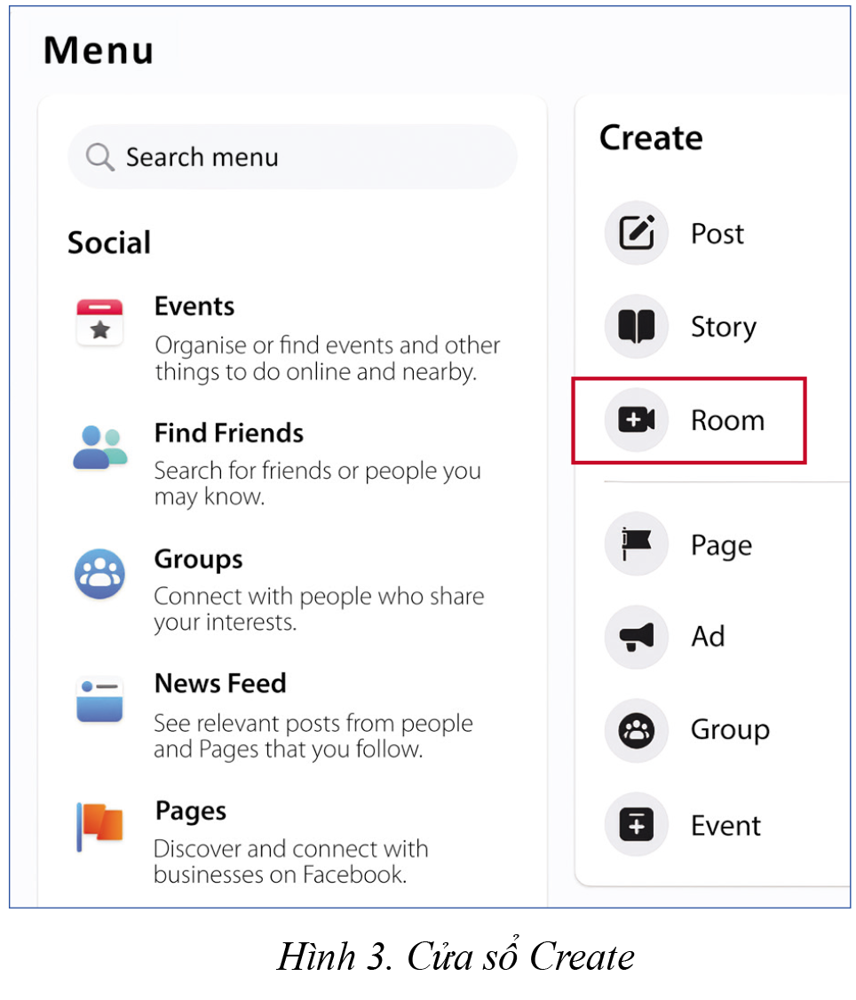 Menu
Search menu
Social
Events
Organise or find events and other
things to do online and nearby.
Find Friends
Search for friends or people you
may know.
Groups
Connect with people who share
your interests.
News Feed
See relevant posts from people
and Pages that you follow.
Pages
Discover and connect with
businesses on Facebook.
Create
Post
Story
Room
Page
Ad
Group
Event
Hình 3. Cửa sổ Create